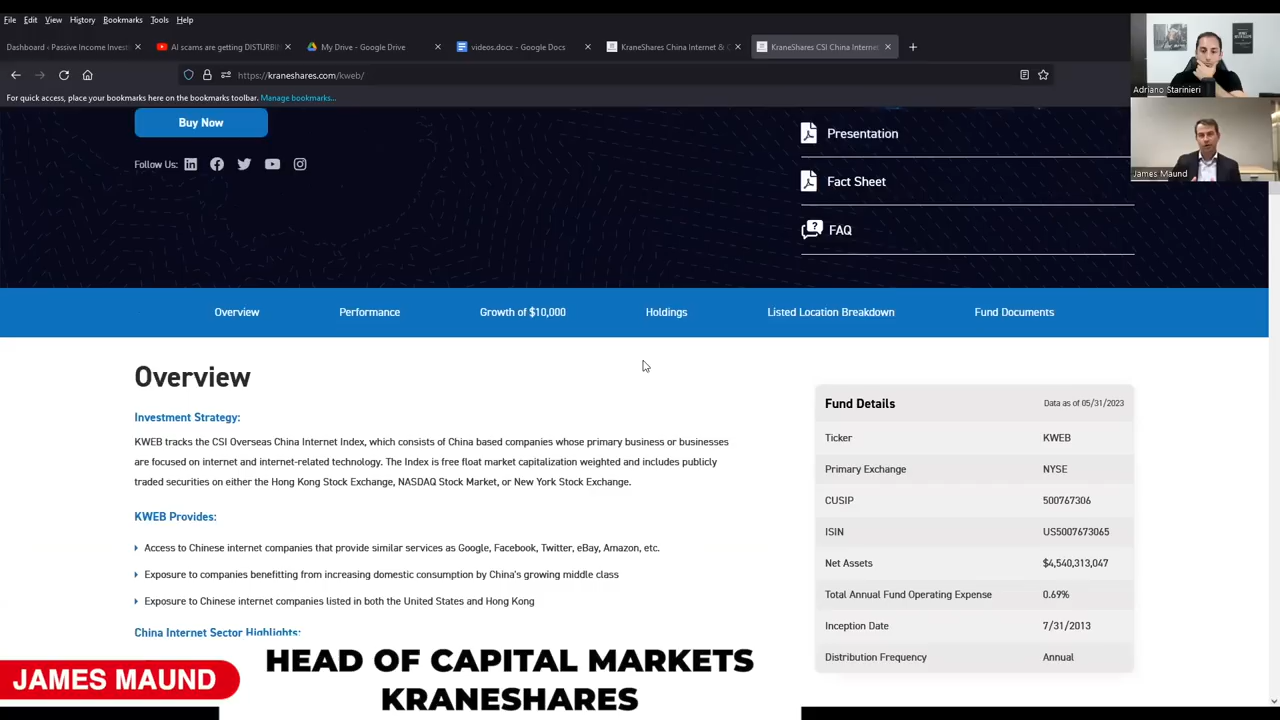 File Edit View History Bookmarks Tools Help
Dashboard ‹ Passive Income Invest
AI scams are getting DISTURBIN
My Drive - Google Drive
videos.docx - Google Docs
KraneShares China Internet & C
KraneShares CSI China Internet
https://kraneshares.com/kweb/
For quick access, place your bookmarks here on the bookmarks toolbar. Manage bookmarks...
Adriano Starinieri
James Maund
Buy Now
Follow Us:
Presentation
Fact Sheet
FAQ
Overview Performance Growth of $10,000 Holdings Listed Location Breakdown Fund Documents
Overview
Investment Strategy:
KWEB tracks the CSI Overseas China Internet Index, which consists of China based companies whose primary business or businesses
are focused on internet and internet-related technology. The Index is free float market capitalization weighted and includes publicly
traded securities on either the Hong Kong Stock Exchange, NASDAQ Stock Market, or New York Stock Exchange.
KWEB Provides:
Access to Chinese internet companies that provide similar services as Google, Facebook, Twitter, eBay, Amazon, etc.
Exposure to companies benefitting from increasing domestic consumption by China's growing middle class
Exposure to Chinese internet companies listed in both the United States and Hong Kong
China Internet Sector Highlights:
Fund Details Data as of 05/31/2023
Ticker KWEB
Primary Exchange NYSE
CUSIP 500767306
ISIN US5007673065
Net Assets $4,540,313,047
Total Annual Fund Operating Expense 0.69%
Inception Date 7/31/2013
Distribution Frequency Annual
JAMES MAUND
HEAD OF CAPITAL MARKETS
KRANESHARES